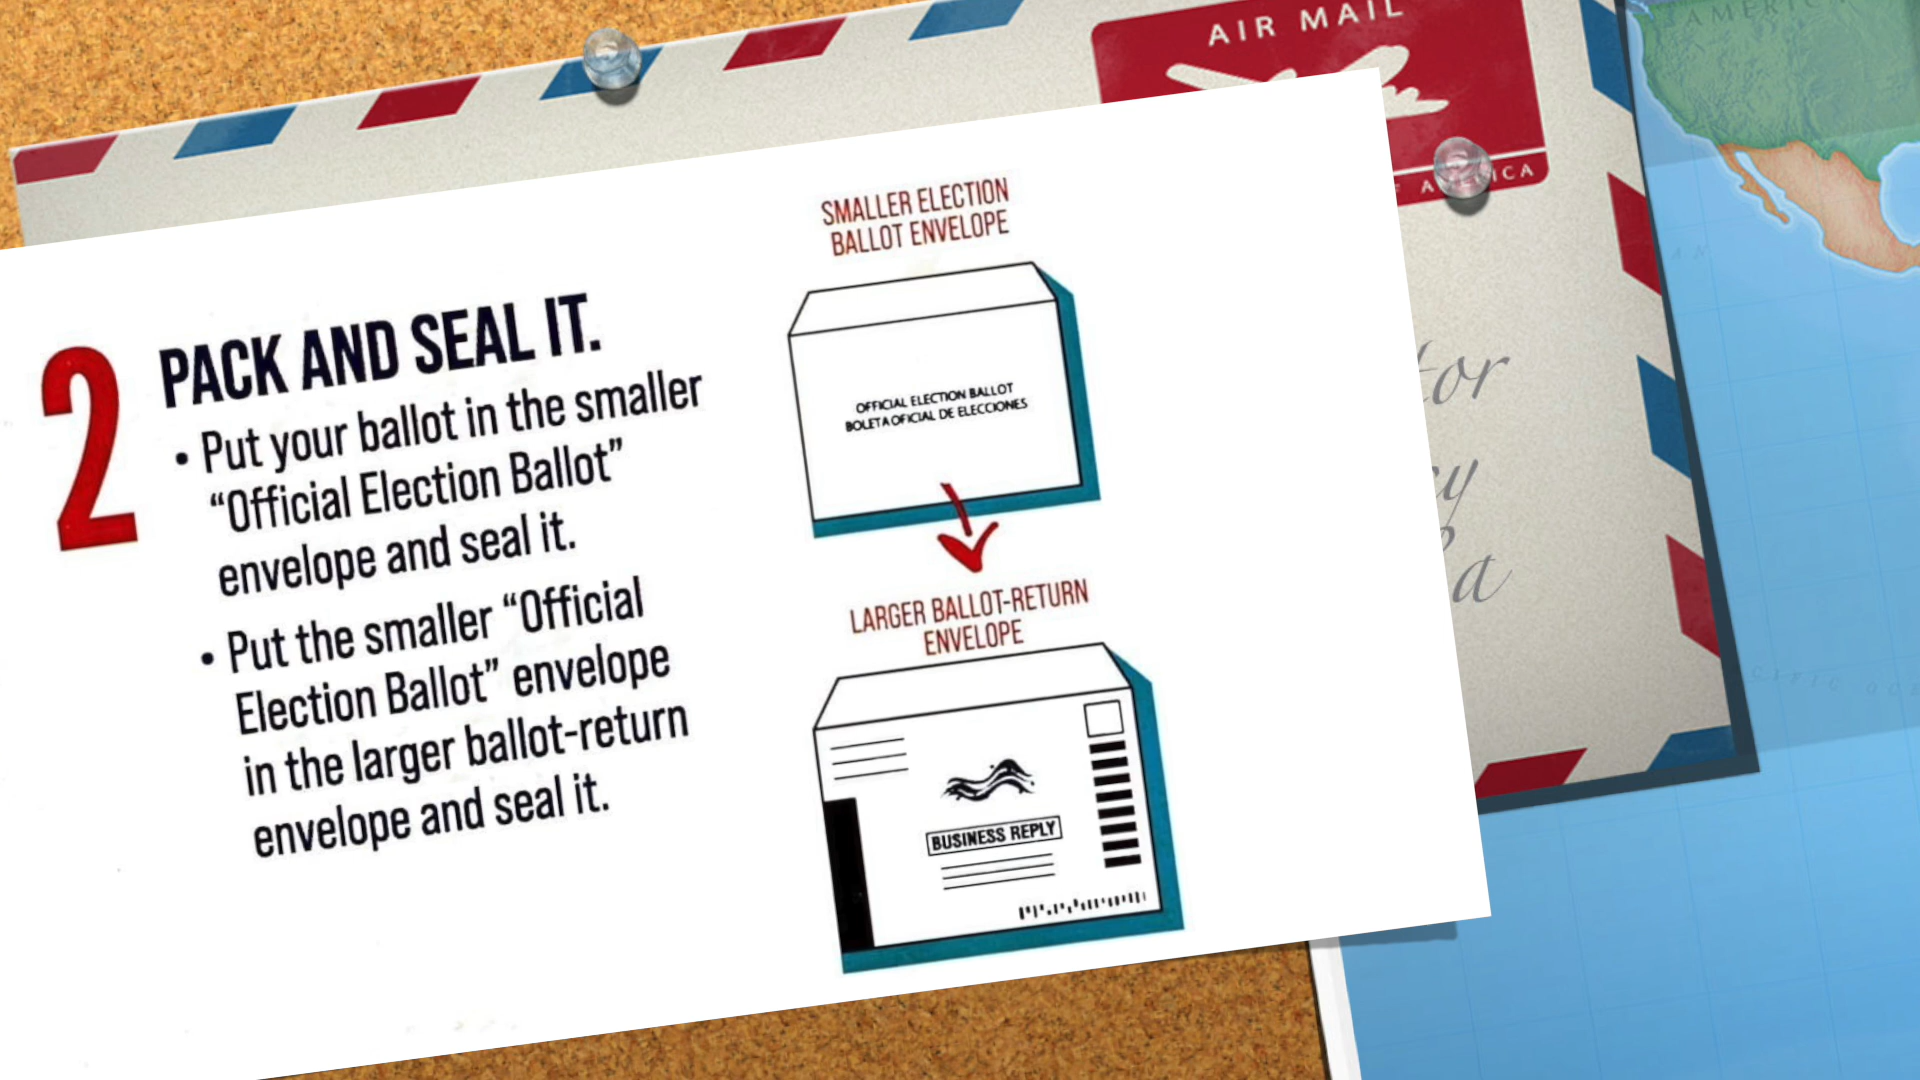 AIR MAIL
AMERIC
SMALLER ELECTION
BALLOT ENVELOPE
2
PACK AND SEAL IT.
• Put your ballot in the smaller
“Official Election Ballot”
envelope and seal it.
• Put the smaller “Official
Election Ballot” envelope
in the larger ballot-return
envelope and seal it.
OFFICIAL ELECTION BALLOT
BOLETA OFICIAL DE ELECCIONES
LARGER BALLOT-RETURN
ENVELOPE
BUSINESS REPLY
tor